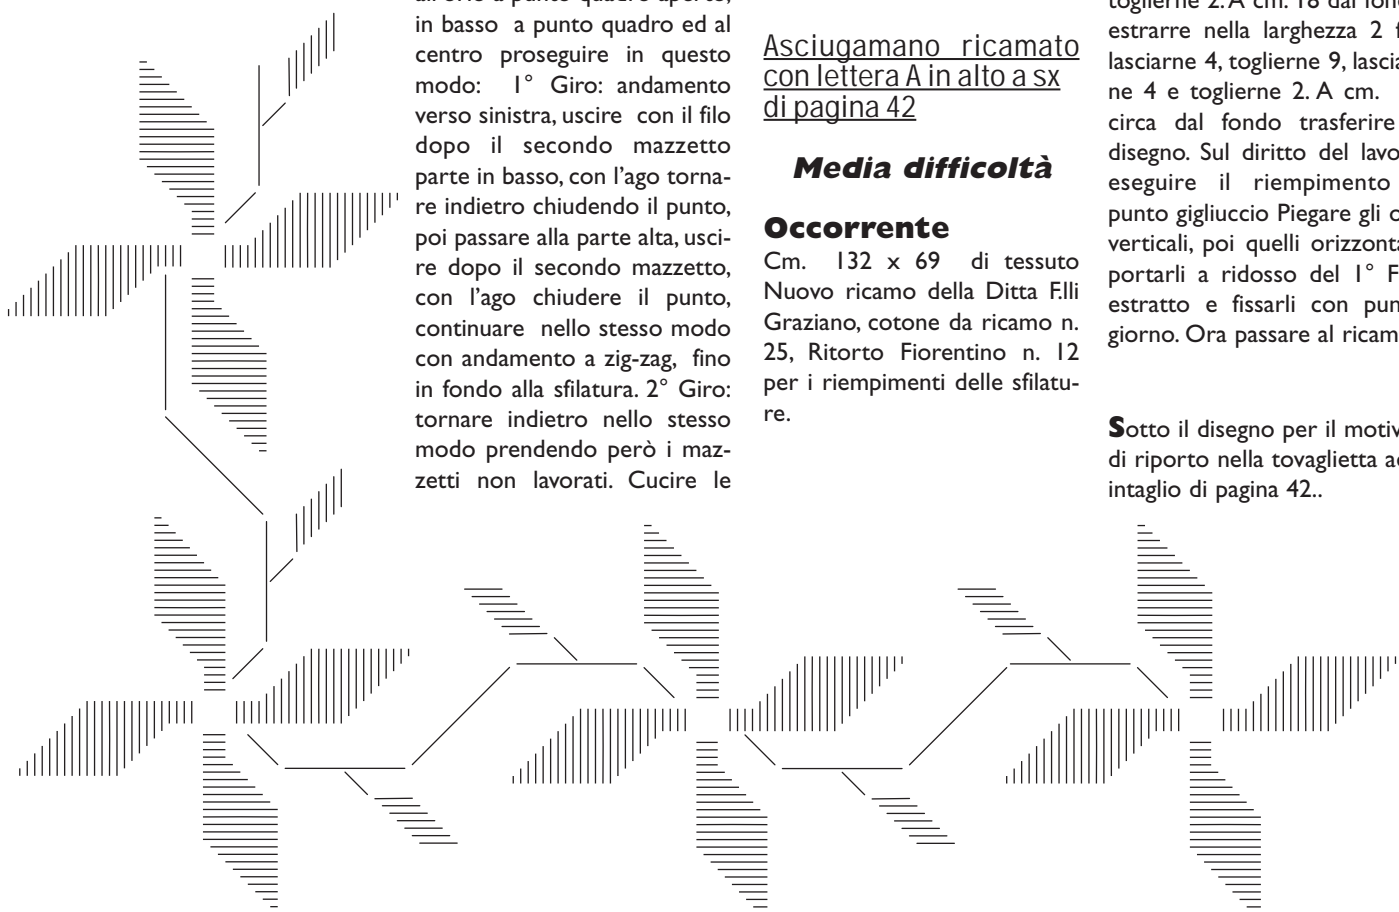 in basso a punto quadro ed al
centro proseguire in questo
modo: 1° Giro: andamento
verso sinistra, uscire con il filo
dopo il secondo mazzetto
parte in basso, con l'ago torna-
re indietro chiudendo il punto,
poi passare alla parte alta, usci-
re dopo il secondo mazzetto,
con l'ago chiudere il punto,
continuare nello stesso modo
con andamento a zig-zag, fino
in fondo alla sfilatura. 2° Giro:
tornare indietro nello stesso
modo prendendo però i maz-
zetti non lavorati. Cucire le
Asciugamano ricamato
con lettera A in alto a sx
di pagina 42
Media difficoltà
Occorrente
Cm. 132 x 69 di tessuto
Nuovo ricamo della Ditta F.lli
Graziano, cotone da ricamo n.
25, Ritorto Fiorentino n. 12
per i riempimenti delle sfilatu-
re.
toglierne 2. A cm. 18 dal
estrarre nella larghezza 2
lasciarne 4, toglierne 9,
ne 4 e toglierne 2. A cm.
circa dal fondo trasferire
disegno. Sul diritto del
eseguire il riempimento
punto gigliuccio Piegare gli
verticali, poi quelli
portarli a ridosso del 1°
estratto e fissarli con
giorno. Ora passare al
Sotto il disegno per il
di riporto nella tovaglietta
intaglio di pagina 42..